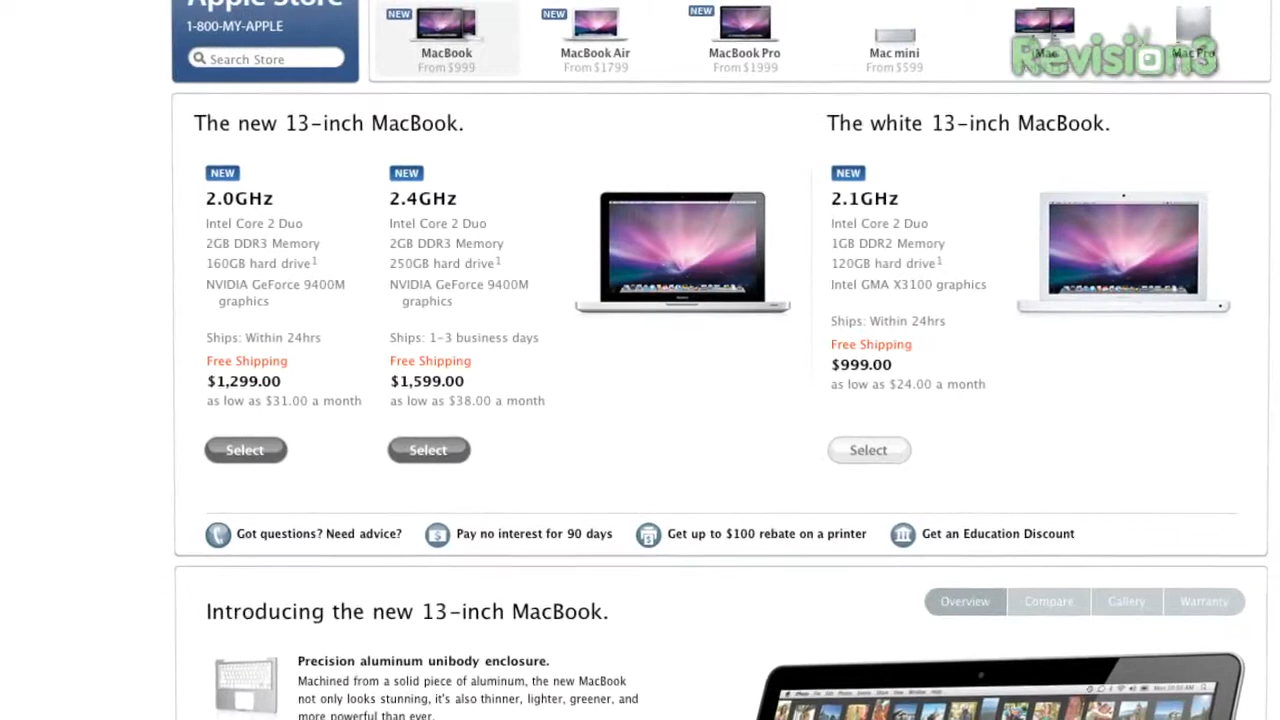 Apple Store
1-800-MY-APPLE
Search Store
NEW
MacBook
From $999
NEW
MacBook Air
From $1799
NEW
MacBook Pro
From $1999
Mac mini
From $599
iMac
Mac Pro
Revision3
The new 13-inch MacBook.
NEW
2.0GHz
Intel Core 2 Duo
2GB DDR3 Memory
160GB hard drive1
NVIDIA GeForce 9400M
graphics
Ships: Within 24hrs
Free Shipping
$1,299.00
as low as $31.00 a month
Select
NEW
2.4GHz
Intel Core 2 Duo
2GB DDR3 Memory
250GB hard drive1
NVIDIA GeForce 9400M
graphics
Ships: 1-3 business days
Free Shipping
$1,599.00
as low as $38.00 a month
Select
The white 13-inch MacBook.
NEW
2.1GHz
Intel Core 2 Duo
1GB DDR2 Memory
120GB hard drive1
Intel GMA X3100 graphics
Ships: Within 24hrs
Free Shipping
$999.00
as low as $24.00 a month
Select
Got questions? Need advice?
Pay no interest for 90 days
Get up to $100 rebate on a printer
Get an Education Discount
Introducing the new 13-inch MacBook.
Overview
Compare
Gallery
Warranty
Precision aluminum unibody enclosure.
Machined from a solid piece of aluminum, the new MacBook
not only looks stunning, it's also thinner, lighter, greener, and
more powerful than ever.